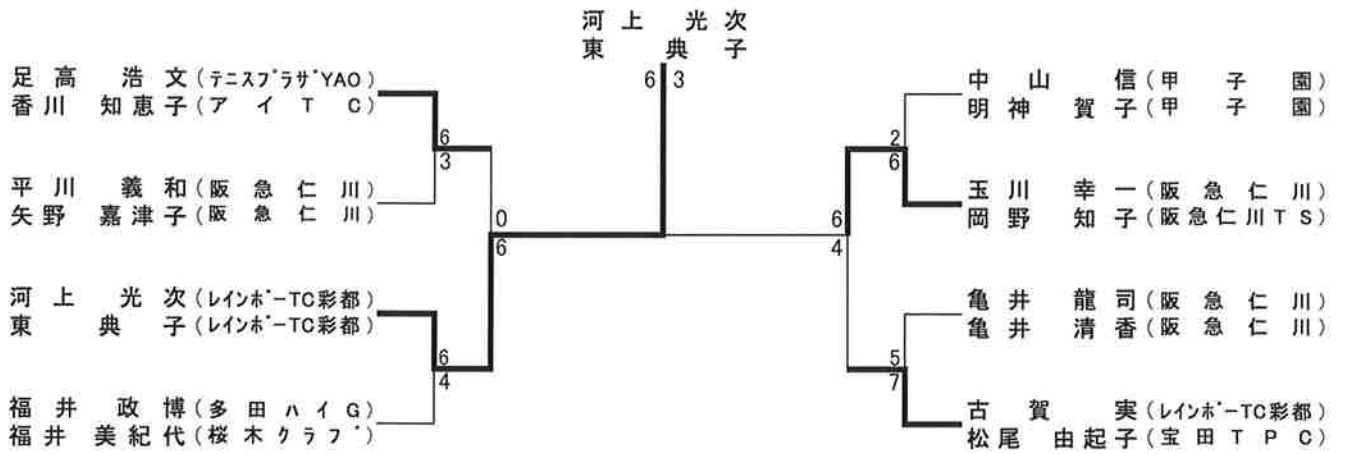 河上 光次
東 典子
6 3
足高 浩文 (テニスプラザYAO)
香川 知恵子 (アイTC)
6
3
平川 義和 (阪急仁川)
矢野 嘉津子 (阪急仁川)
0
6
河上 光次 (レインボーTC彩都)
東 典子 (レインボーTC彩都)
6
4
福井 政博 (多田ハイG)
福井 美紀代 (桜木クラブ)
中山 信 (甲子園)
明神 賀子 (甲子園)
2
6
玉川 幸一 (阪急仁川)
岡野 知子 (阪急仁川TS)
6
4
亀井 龍司 (阪急仁川)
亀井 清香 (阪急仁川)
5
7
古賀 実 (レインボーTC彩都)
松尾 由起子 (宝田TPC)